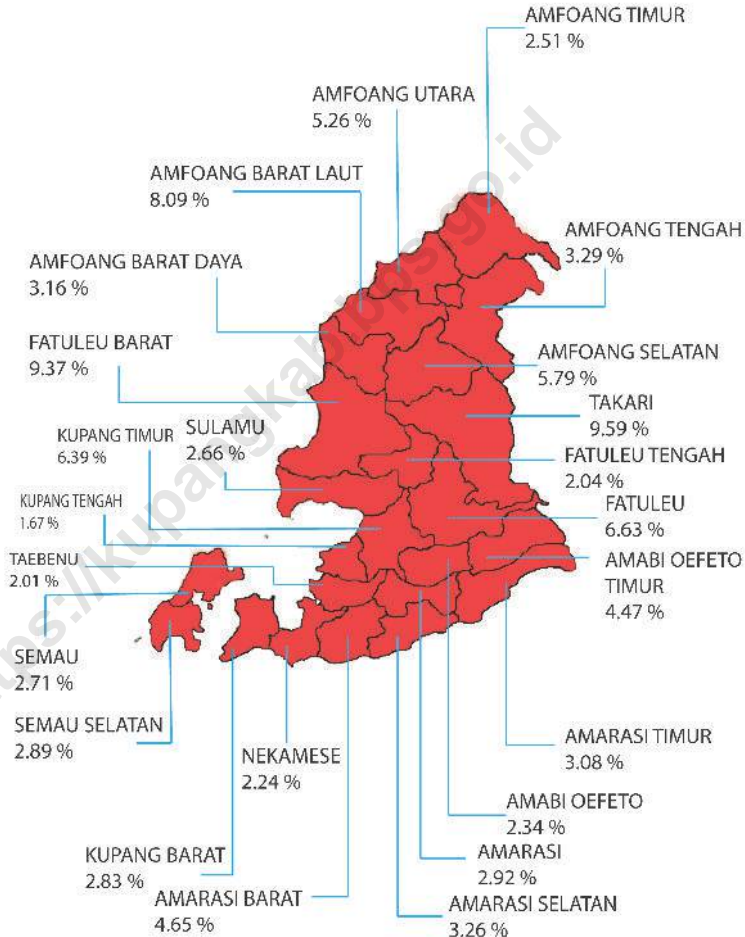 AMFOANG TIMUR
2.51 %
AMFOANG UTARA
5.26 %
AMFOANG BARAT LAUT
8.09 %
AMFOANG TENGAH
3.29 %
AMFOANG BARAT DAYA
3.16 %
FATULEU BARAT
9.37 %
AMFOANG SELATAN
5.79 %
TAKARI
9.59 %
KUPANG TIMUR
6.39 %
SULAMU
2.66 %
FATULEU TENGAH
2.04 %
FATULEU
6.63 %
KUPANG TENGAH
1.67 %
TAEBENU
2.01 %
AMABI OEFETO
TIMUR
4.47 %
SEMAU
2.71 %
SEMAU SELATAN
2.89 %
NEKAMESE
2.24 %
AMARASI TIMUR
3.08 %
AMABI OEFETO
2.34 %
KUPANG BARAT
2.83 %
AMARASI
2.92 %
AMARASI BARAT
4.65 %
AMARASI SELATAN
3.26 %
https://kupangkab.bps.go.id